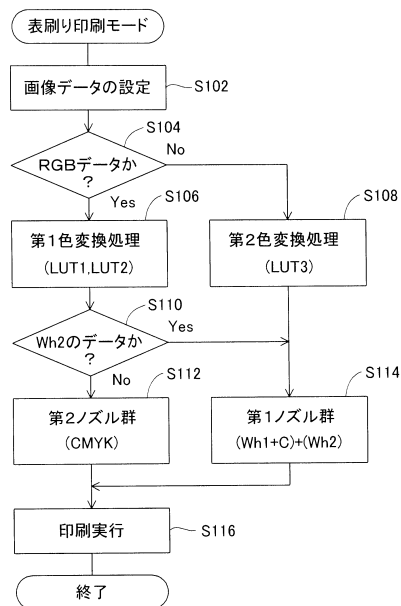 表刷り印刷モード
画像データの設定
S102
S104
RGBデータか
?
No
Yes
S106
第1色変換処理
(LUT1,LUT2)
S108
第2色変換処理
(LUT3)
S110
Wh2のデータか
?
Yes
No
S112
第2ノズル群
(CMYK)
S114
第1ノズル群
(Wh1+C)+(Wh2)
印刷実行
S116
終了